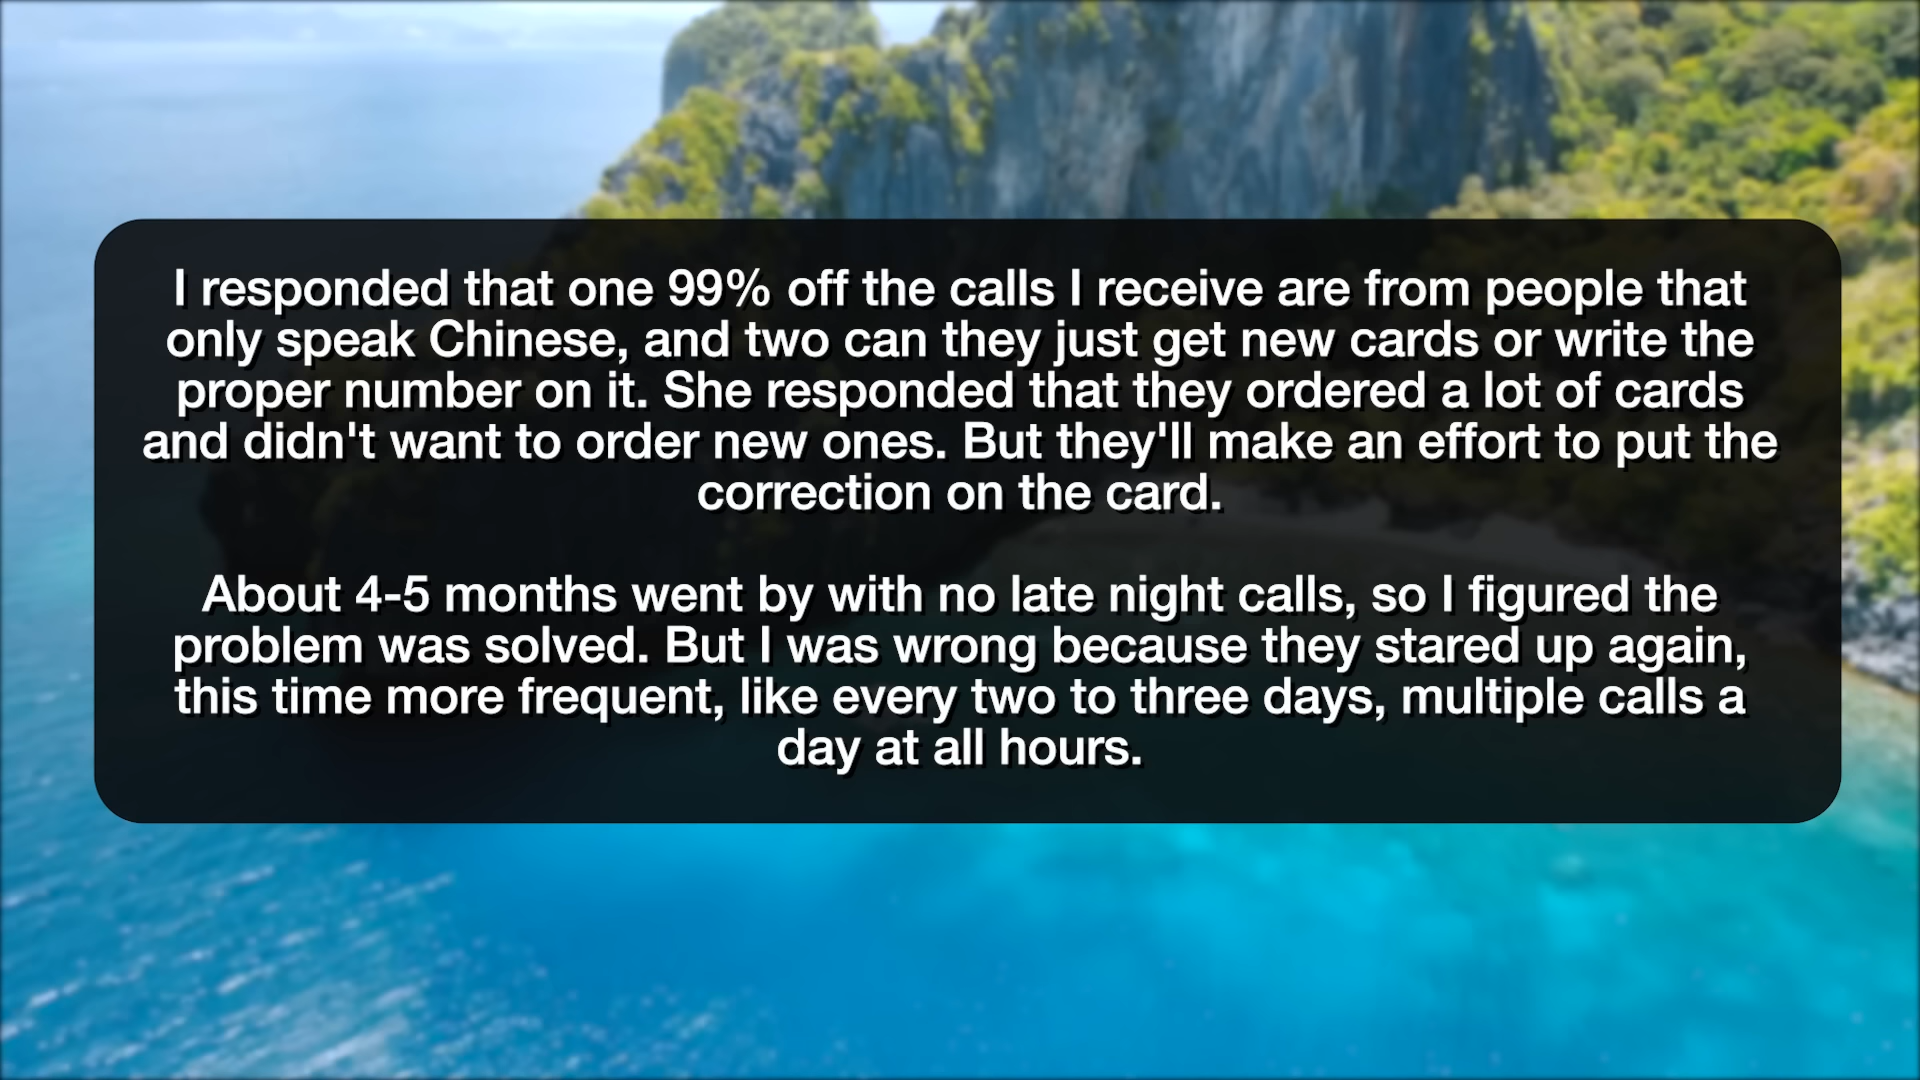 I responded that one 99% off the calls I receive are from people that
only speak Chinese, and two can they just get new cards or write the
proper number on it. She responded that they ordered a lot of cards
and didn't want to order new ones. But they'll make an effort to put the
correction on the card.
About 4-5 months went by with no late night calls, so I figured the
problem was solved. But I was wrong because they stared up again,
this time more frequent, like every two to three days, multiple calls a
day at all hours.